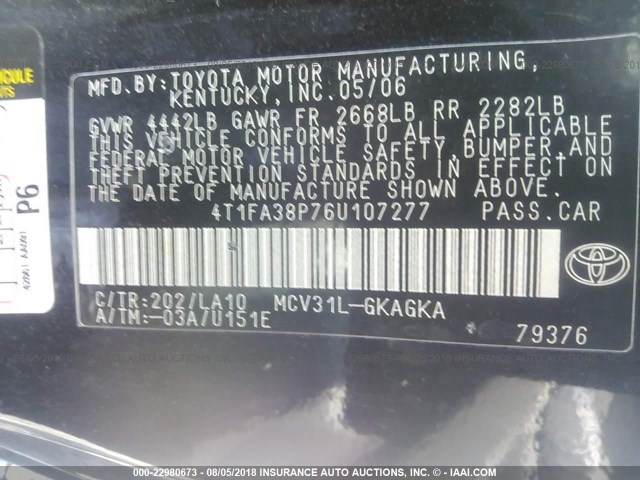 MFD.BY:TOYOTA MOTOR MANUFACTURING,
KENTUCKY,INC.05/06
GVWR 4442LB GAWR FR 2668LB RR 2282LB
THIS VEHICLE CONFORMS TO ALL APPLICABLE
FEDERAL MOTOR VEHICLE SAFETY,BUMPER,AND
THEFT PREVENTION STANDARDS IN EFFECT ON
THE DATE OF MANUFACTURE SHOWN ABOVE.
4T1FA38P76U107277 PASS.CAR
C/TR:202/LA10 MCV31L-GKAGKA
A/TM:-03A/U151E
79376
P6
000-22980673 - 08/05/2018 INSURANCE AUTO AUCTIONS, INC. - IAAI.COM